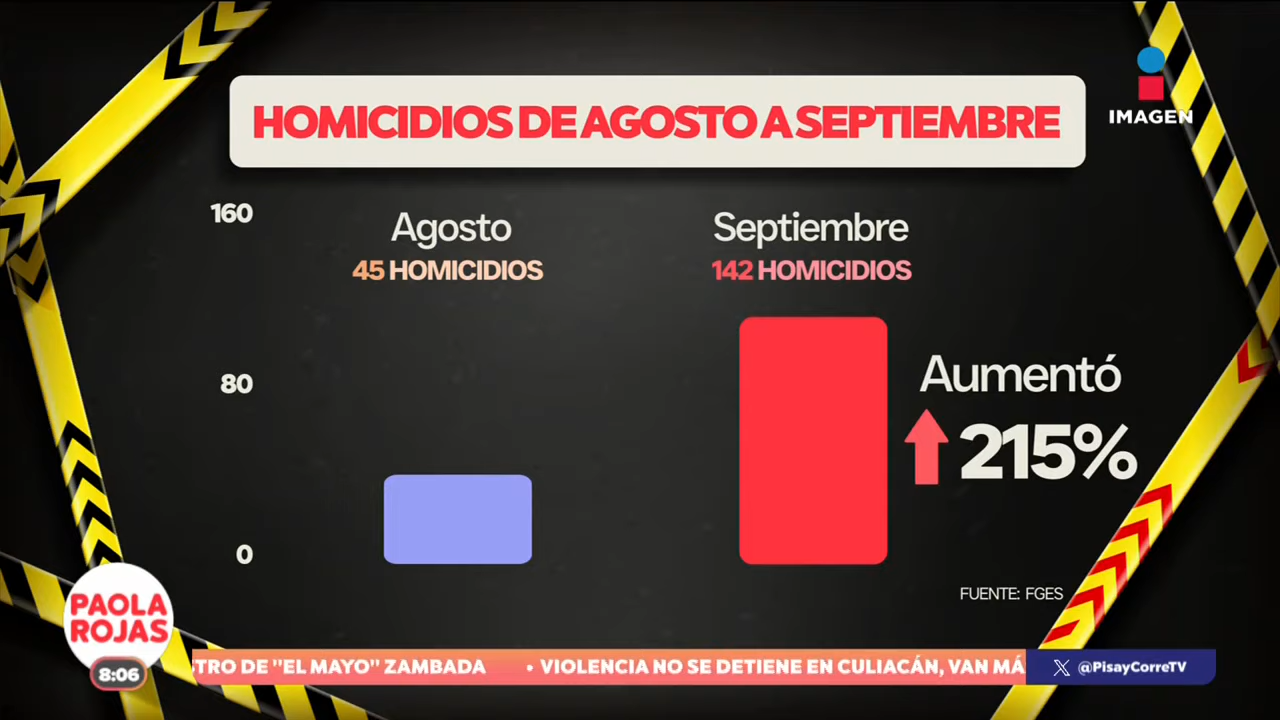 HOMICIDIOS DE AGOSTO A SEPTIEMBRE
IMAGEN
160
80
0
Agosto
45 HOMICIDIOS
Septiembre
142 HOMICIDIOS
Aumentó
215%
FUENTE: FGES
PAOLA
ROJAS
8:06
STRO DE "EL MAYO" ZAMBADA • VIOLENCIA NO SE DETIENE EN CULIACÁN, VAN MÁ
@PisayCorreTV